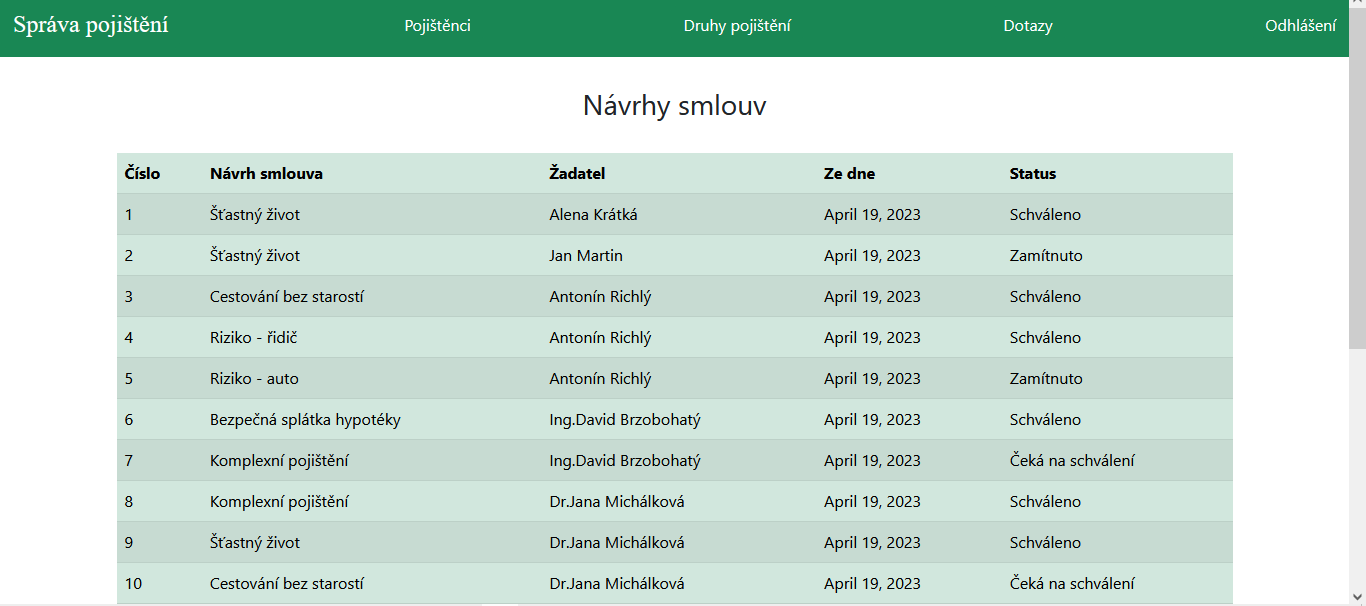 Správa pojištění Pojištěnci Druhy pojištění Dotazy Odhlášení
Návrhy smlouv
Číslo Návrh smlouva Žadatel Ze dne Status
1 Šťastný život Alena Krátká April 19, 2023 Schváleno
2 Šťastný život Jan Martin April 19, 2023 Zamítnuto
3 Cestování bez starostí Antonín Richlý April 19, 2023 Schváleno
4 Riziko - řidič Antonín Richlý April 19, 2023 Schváleno
5 Riziko - auto Antonín Richlý April 19, 2023 Zamítnuto
6 Bezpečná splátka hypotéky Ing.David Brzobohatý April 19, 2023 Schváleno
7 Komplexní pojištění Ing.David Brzobohatý April 19, 2023 Čeká na schválení
8 Komplexní pojištění Dr.Jana Michálková April 19, 2023 Schváleno
9 Šťastný život Dr.Jana Michálková April 19, 2023 Schváleno
10 Cestování bez starostí Dr.Jana Michálková April 19, 2023 Čeká na schválení